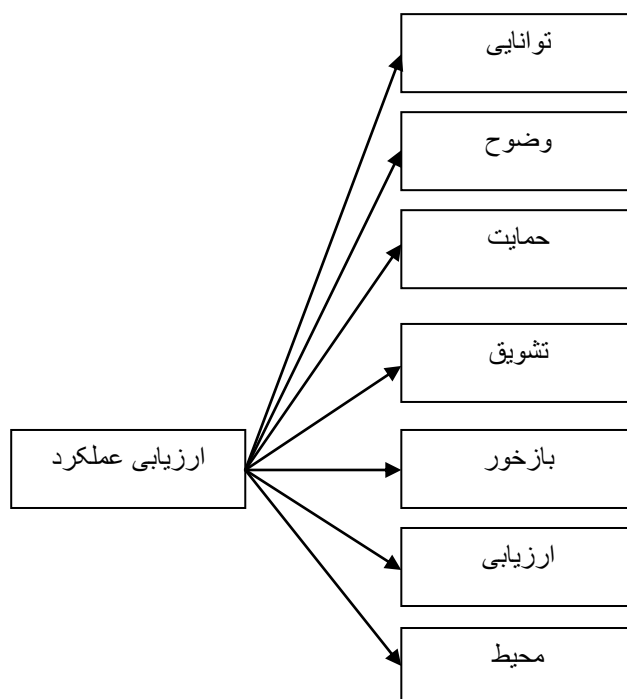 توانایی
وضوح
حمایت
تشویق
ارزیابی عملکرد
بازخور
ارزیابی
محیط